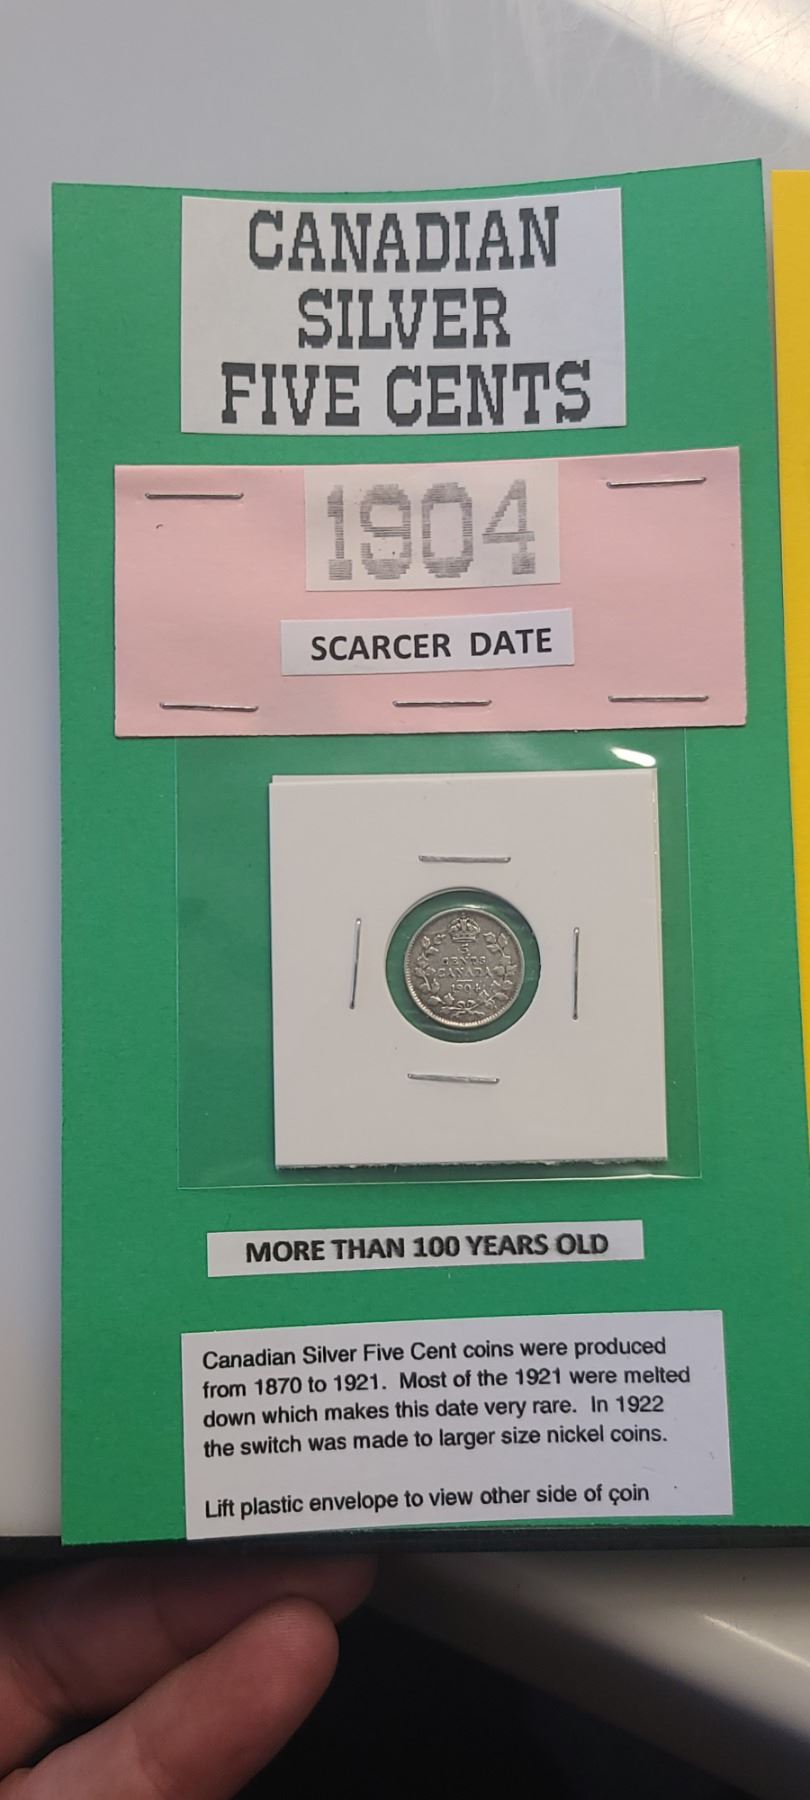 CANADIAN
SILVER
FIVE CENTS
1904
SCARCER DATE
5
CENTS
CANADA
1904
MORE THAN 100 YEARS OLD
Canadian Silver Five Cent coins were produced
from 1870 to 1921. Most of the 1921 were melted
down which makes this date very rare. In 1922
the switch was made to larger size nickel coins.
Lift plastic envelope to view other side of coin